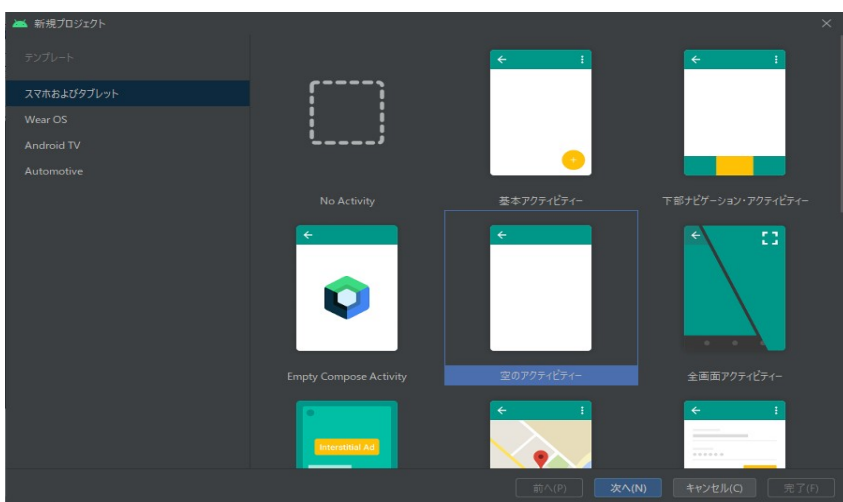 新規プロジェクト
テンプレート
スマホおよびタブレット
Wear OS
Android TV
Automotive
No Activity
基本アクティビティー
下部ナビゲーション・アクティビティー
Empty Compose Activity
空のアクティビティー
全画面アクティビティー
Interstitial Ad
前へ(P)
次へ(N)
キャンセル(C)
完了(F)